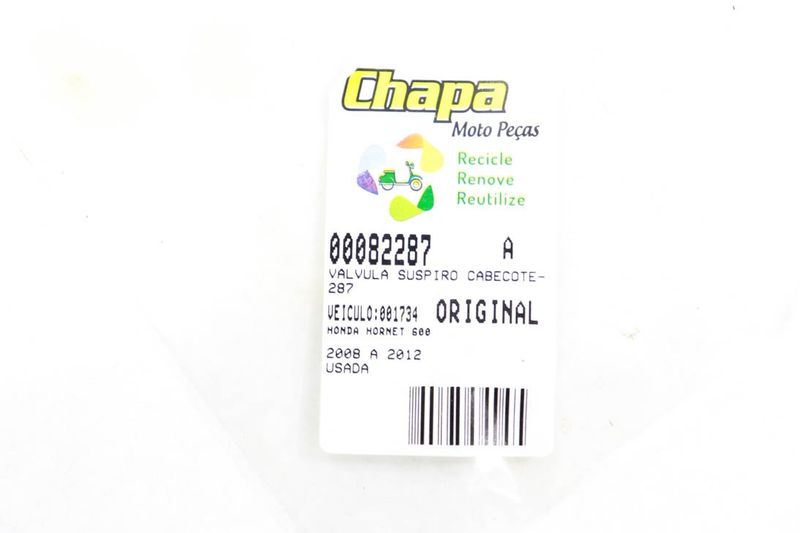 Chapa
Moto Peças
Recicle
Renove
Reutilize
00082287 A
VALVULA SUSPIRO CABECOTE-
287
VEICULO:001734 ORIGINAL
HONDA HORNET 600
2008 A 2012
USADA